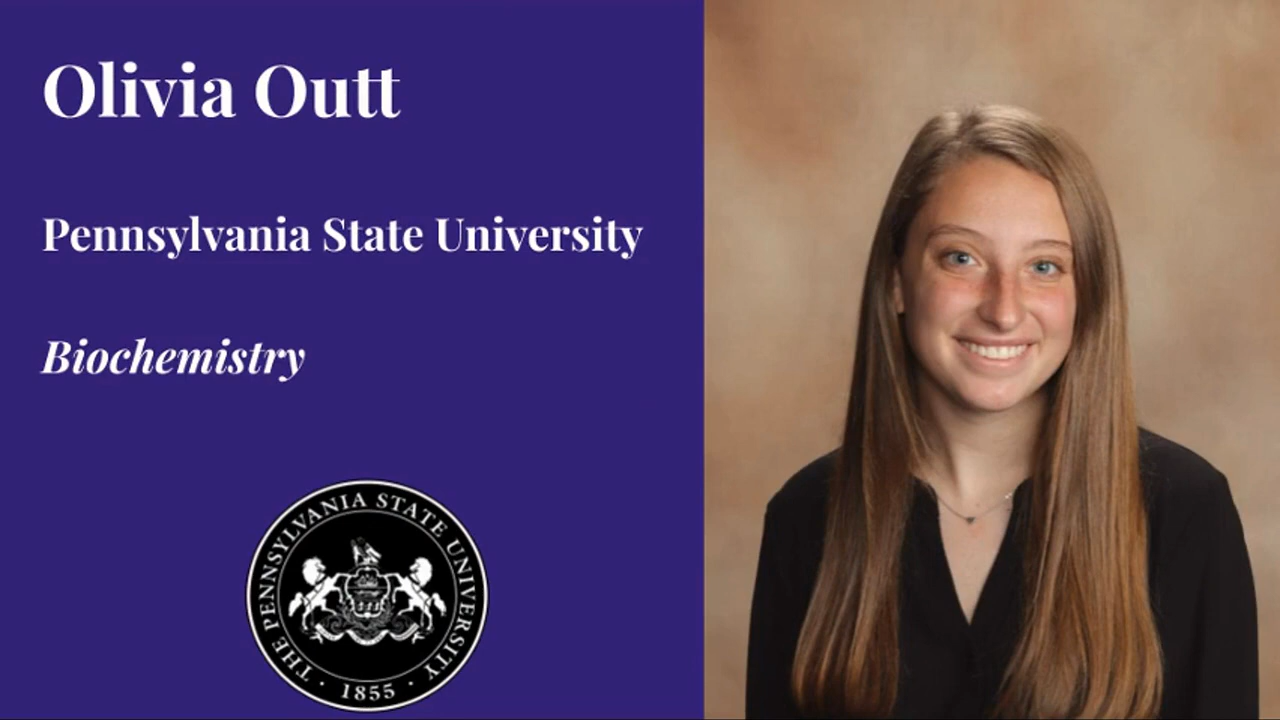 Olivia Outt
Pennsylvania State University
Biochemistry
THE PENNSYLVANIA STATE UNIVERSITY
1855